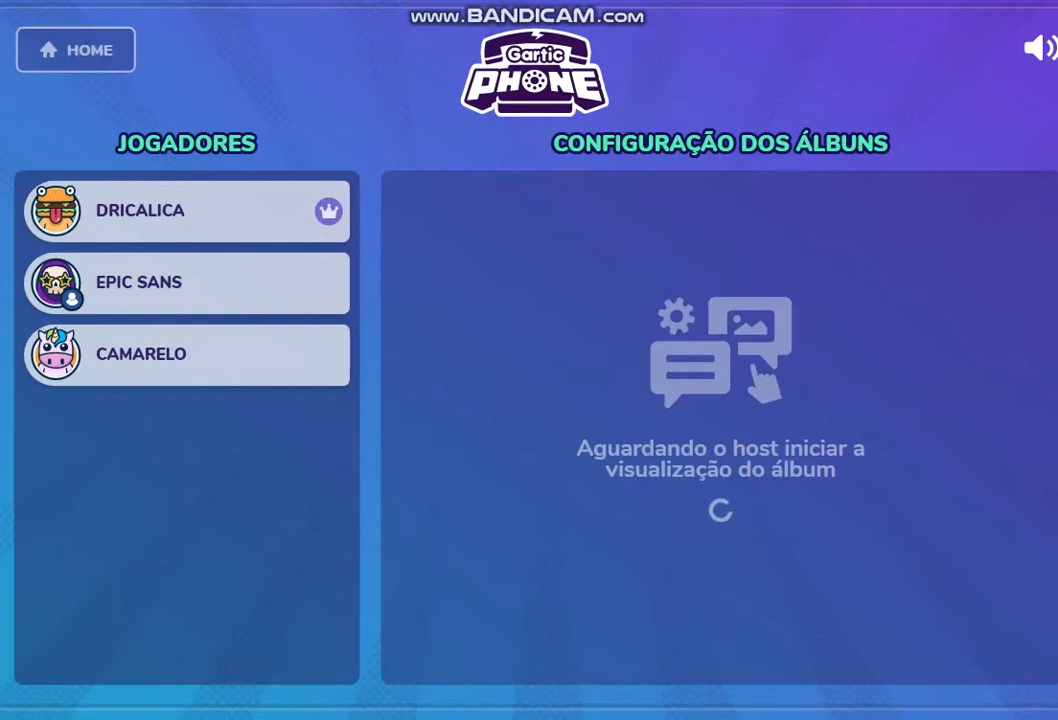 www.BANDICAM.com
HOME
Gartic
PHONE
JOGADORES
CONFIGURAÇÃO DOS ÁLBUNS
DRICALICA
EPIC SANS
CAMARELO
Aguardando o host iniciar a
visualização do álbum